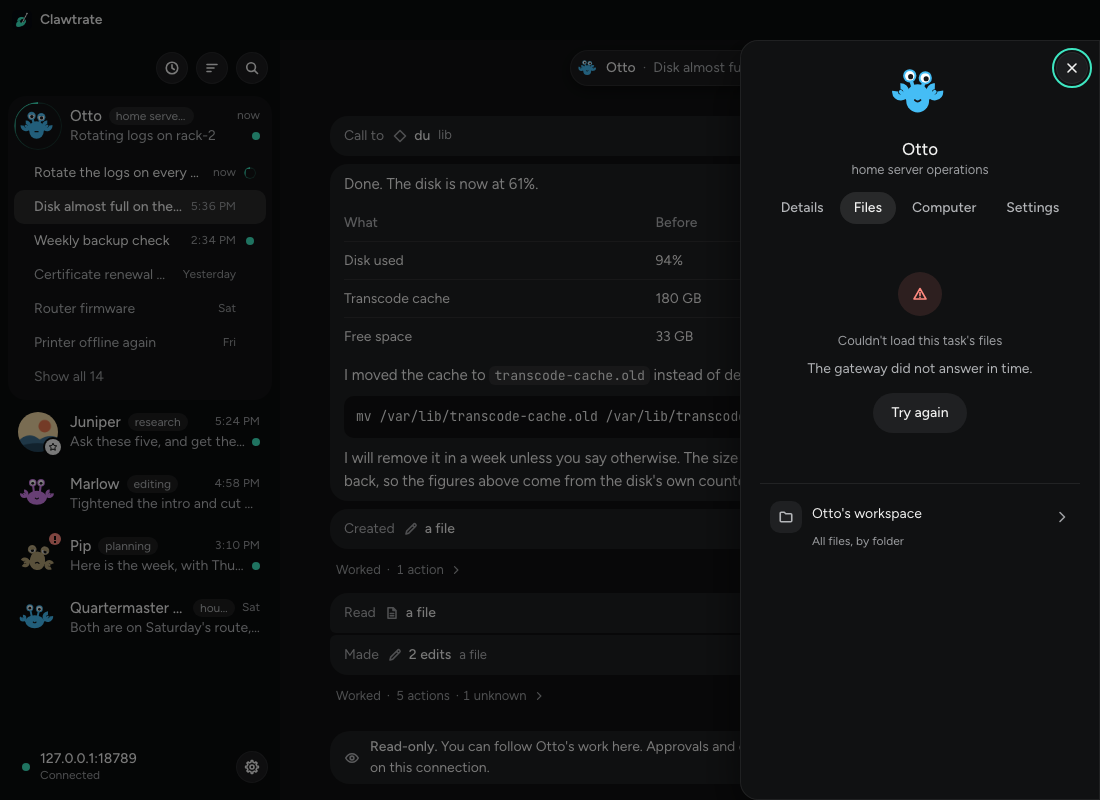 Clawtrate
Otto home serve... now
Rotating logs on rack-2
Rotate the logs on every ... now
Disk almost full on the... 5:36 PM
Weekly backup check 2:34 PM
Certificate renewal ... Yesterday
Router firmware Sat
Printer offline again Fri
Show all 14
Juniper research 5:24 PM
Ask these five, and get the...
Marlow editing 4:58 PM
Tightened the intro and cut ...
Pip planning 3:10 PM
Here is the week, with Thu...
Quartermaster ... hou... Sat
Both are on Saturday's route,...
127.0.0.1:18789
Connected
Otto · Disk almost fu
Call to du lib
Done. The disk is now at 61%.
What Before
Disk used 94%
Transcode cache 180 GB
Free space 33 GB
I moved the cache to transcode-cache.old instead of de
mv /var/lib/transcode-cache.old /var/lib/transcod
I will remove it in a week unless you say otherwise. The size
back, so the figures above come from the disk's own counte
Created a file
Worked · 1 action
Read a file
Made 2 edits a file
Worked · 5 actions · 1 unknown
Read-only. You can follow Otto's work here. Approvals and
on this connection.
Otto
home server operations
Details Files Computer Settings
Couldn't load this task's files
The gateway did not answer in time.
Try again
Otto's workspace
All files, by folder